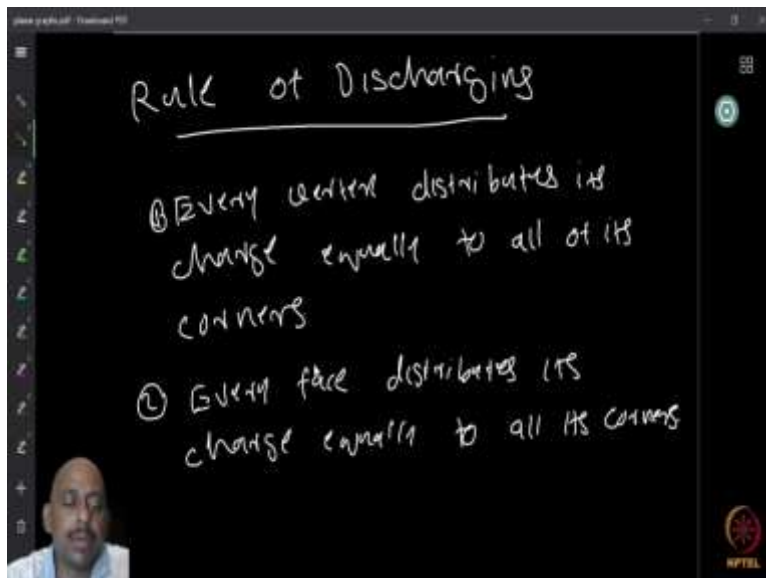 Rule of Discharging
① Every vertex distributes its
charge equally to all of its
corners
② Every face distributes its
charge equally to all its corners
NPTEL